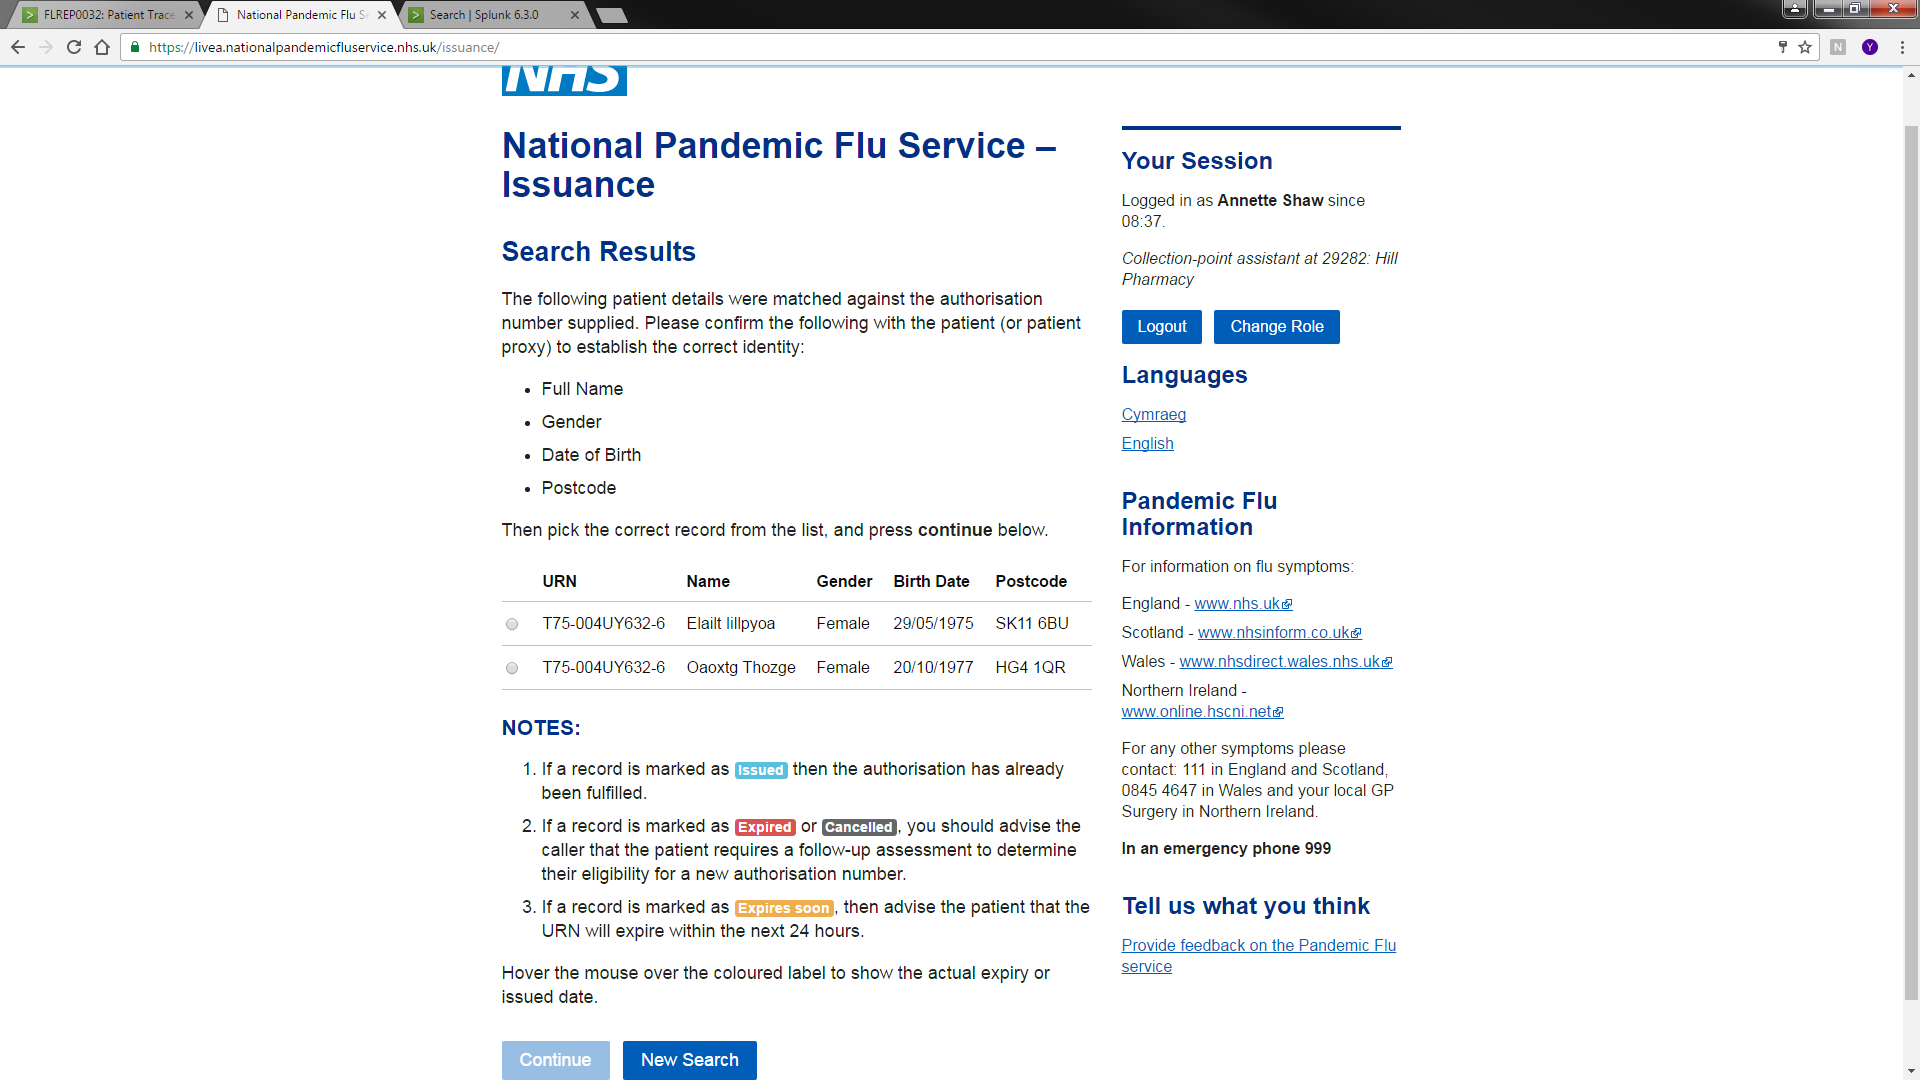 FLREP0032: Patient Trace
National Pandemic Flu Se
Search | Splunk 6.3.0
https://livea.nationalpandemicfluservice.nhs.uk/issuance/
N
Y
NHS
National Pandemic Flu Service –
Issuance
Search Results
The following patient details were matched against the authorisation
number supplied. Please confirm the following with the patient (or patient
proxy) to establish the correct identity:
• Full Name
• Gender
• Date of Birth
• Postcode
Then pick the correct record from the list, and press continue below.
URN Name Gender Birth Date Postcode
T75-004UY632-6 Elailt Iillpyoa Female 29/05/1975 SK11 6BU
T75-004UY632-6 Oaoxtg Thozge Female 20/10/1977 HG4 1QR
NOTES:
1. If a record is marked as Issued then the authorisation has already
been fulfilled.
2. If a record is marked as Expired or Cancelled, you should advise the
caller that the patient requires a follow-up assessment to determine
their eligibility for a new authorisation number.
3. If a record is marked as Expires soon, then advise the patient that the
URN will expire within the next 24 hours.
Hover the mouse over the coloured label to show the actual expiry or
issued date.
Continue New Search
Your Session
Logged in as Annette Shaw since
08:37.
Collection-point assistant at 29282: Hill
Pharmacy
Logout Change Role
Languages
Cymraeg
English
Pandemic Flu
Information
For information on flu symptoms:
England - www.nhs.uk
Scotland - www.nhsinform.co.uk
Wales - www.nhsdirect.wales.nhs.uk
Northern Ireland -
www.online.hscni.net
For any other symptoms please
contact: 111 in England and Scotland,
0845 4647 in Wales and your local GP
Surgery in Northern Ireland.
In an emergency phone 999
Tell us what you think
Provide feedback on the Pandemic Flu
service